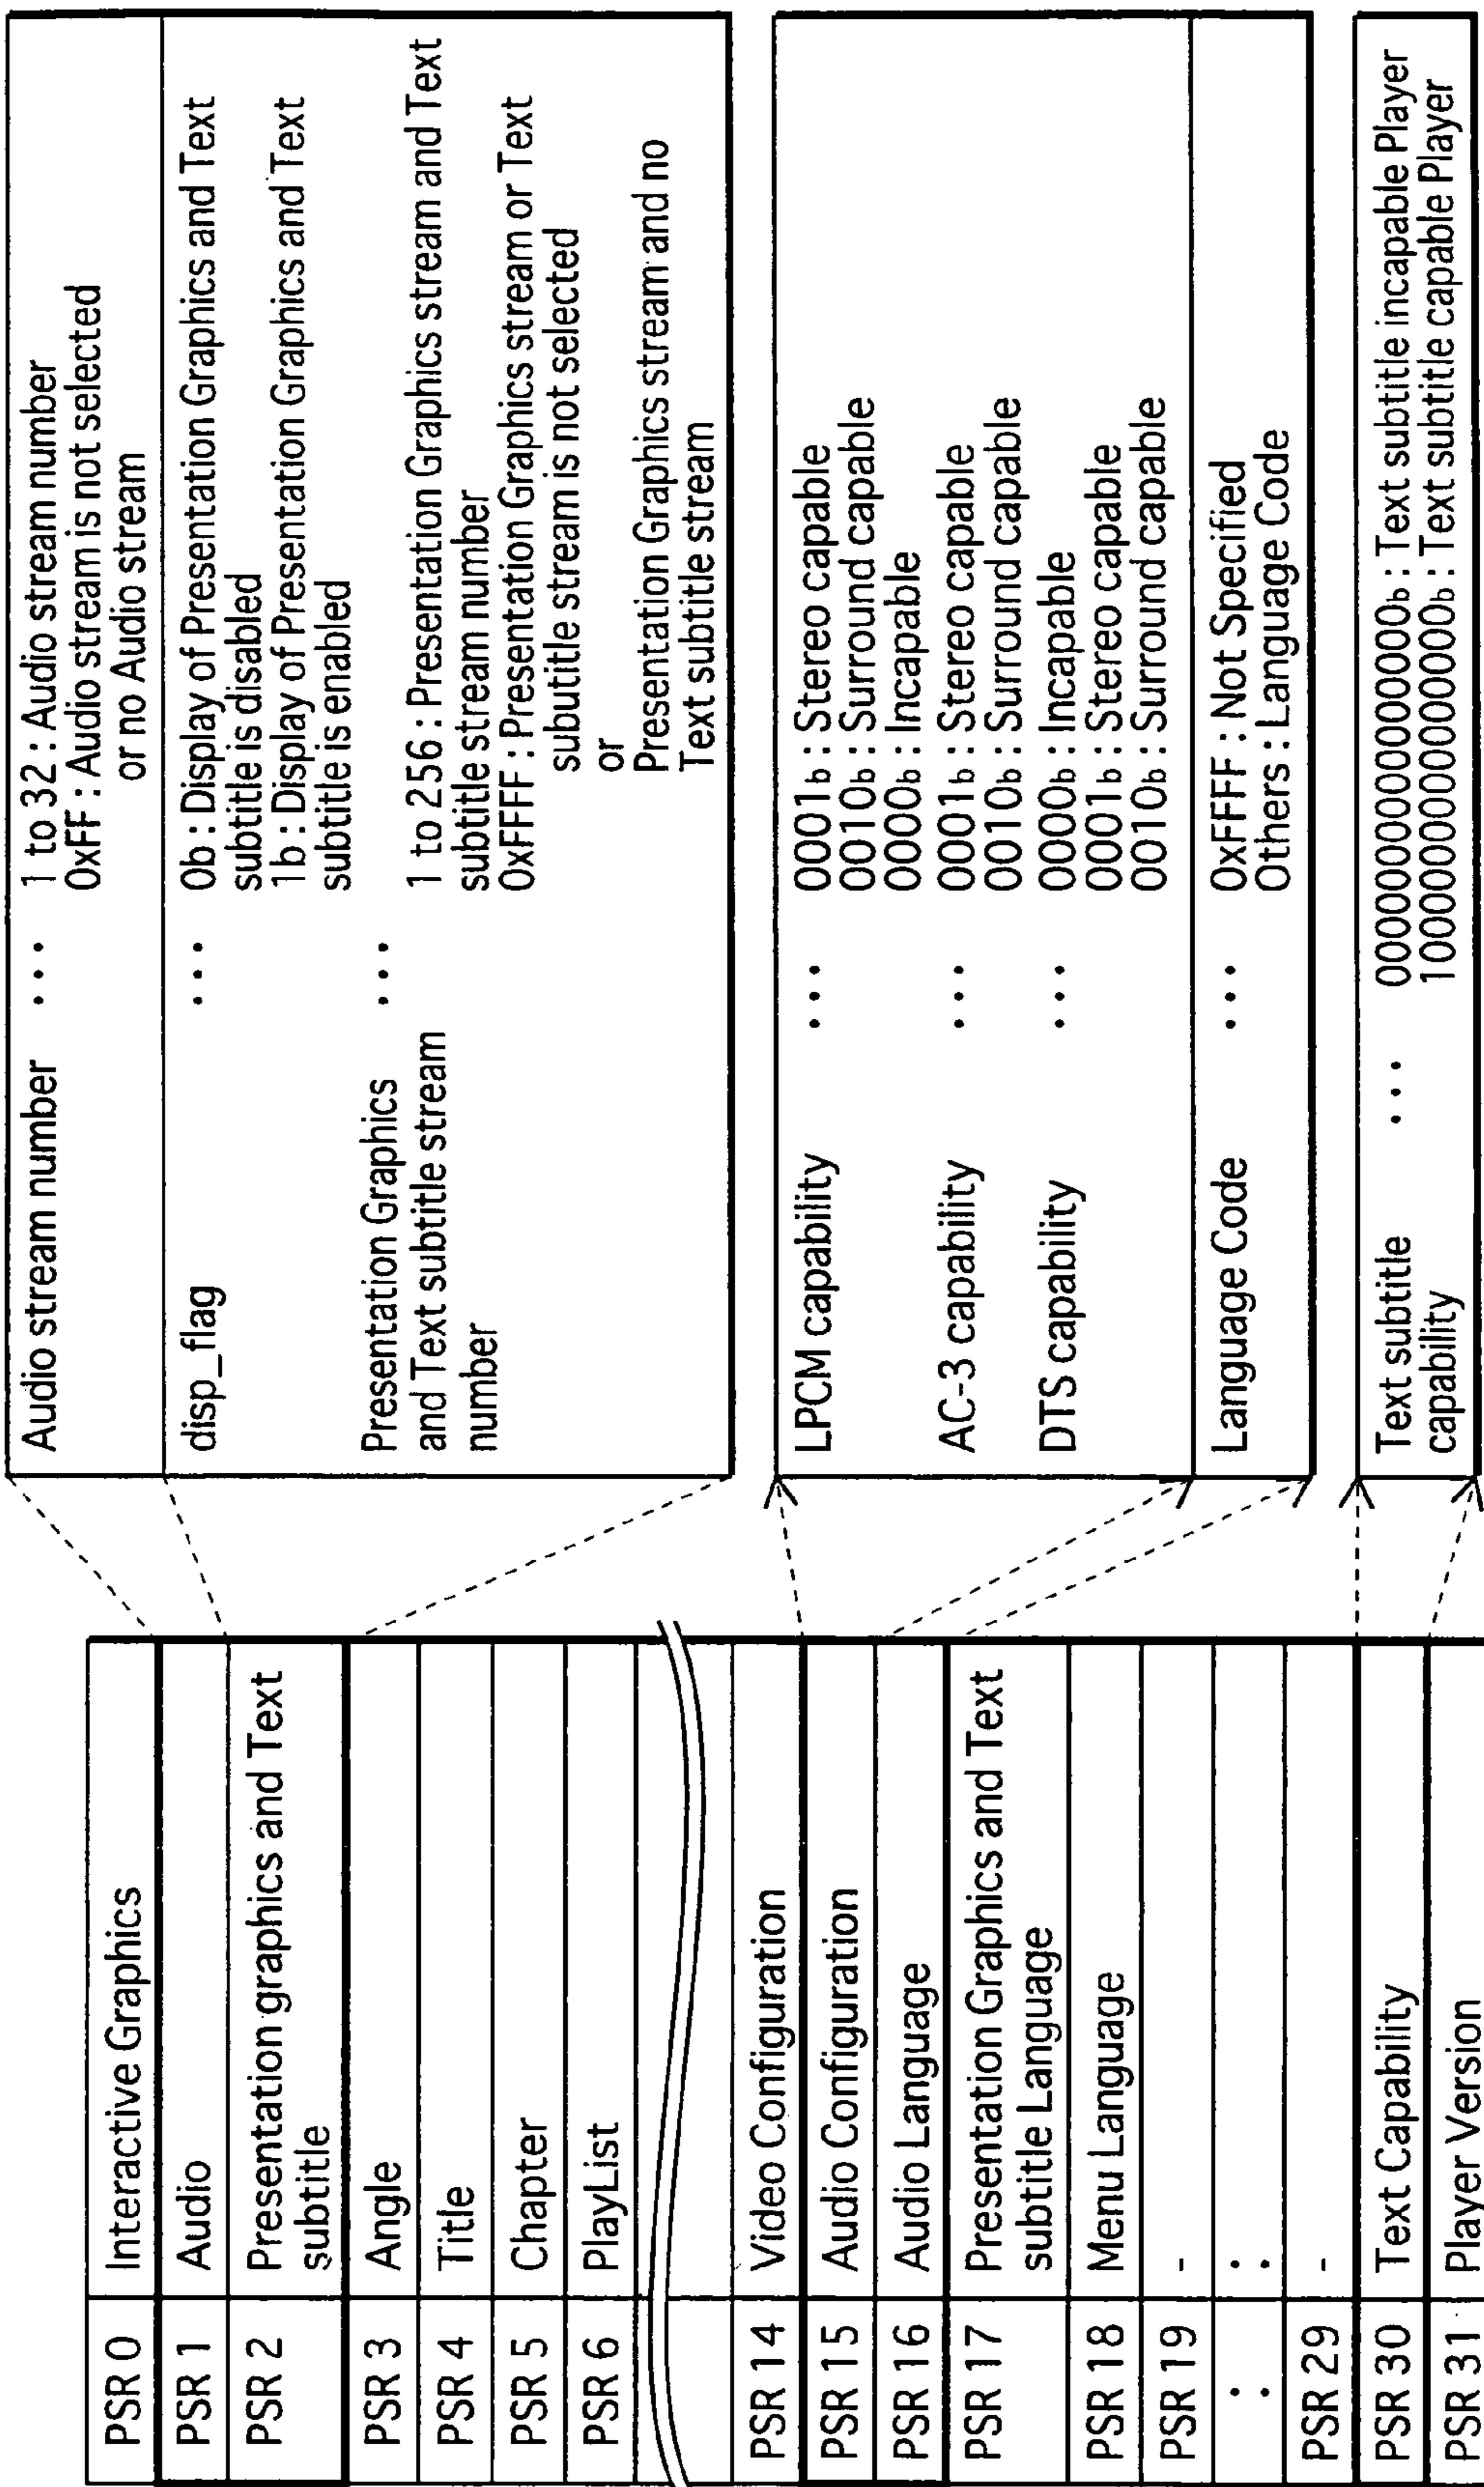 PSR 0 Interactive Graphics
PSR 1 Audio
PSR 2 Presentation graphics and Text
subtitle
PSR 3 Angle
PSR 4 Title
PSR 5 Chapter
PSR 6 PlayList
PSR 14 Video Configuration
PSR 15 Audio Configuration
PSR 16 Audio Language
PSR 17 Presentation Graphics and Text
subtitle Language
PSR 18 Menu Language
PSR 19 -
: :
PSR 29 -
PSR 30 Text Capability
PSR 31 Player Version
Audio stream number ... 1 to 32 : Audio stream number
0xFF : Audio stream is not selected
or no Audio stream
disp_flag ... 0b : Display of Presentation Graphics and Text
subtitle is disabled
1b : Display of Presentation Graphics and Text
subtitle is enabled
Presentation Graphics ...
and Text subtitle stream
number
1 to 256 : Presentation Graphics stream and Text
subtitle stream number
0xFFF : Presentation Graphics stream or Text
subutitle stream is not selected
or
Presentation Graphics stream and no
Text subtitle stream
LPCM capability ... 0001b : Stereo capable
0010b : Surround capable
0000b : Incapable
AC-3 capability ... 0001b : Stereo capable
0010b : Surround capable
DTS capability ... 0000b : Incapable
0001b : Stereo capable
0010b : Surround capable
Language Code ... 0xFFFF : Not Specified
Others : Language Code
Text subtitle
capability
...
00000000000000000b : Text subtitle incapable Player
10000000000000000b : Text subtitle capable Player